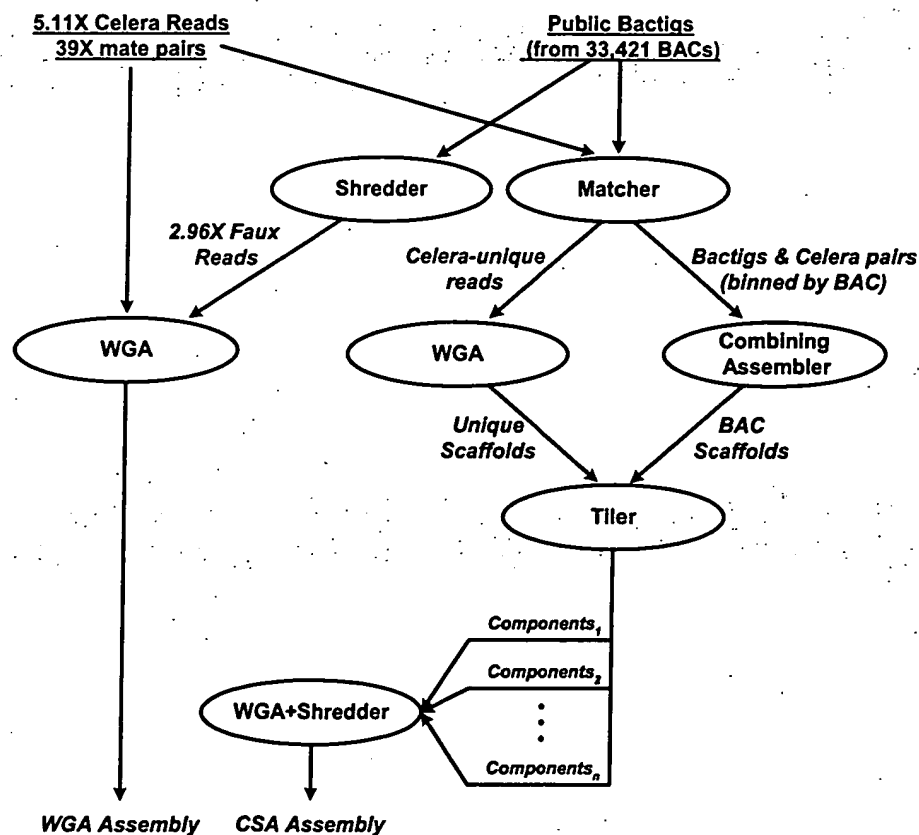 5.11X Celera Reads
39X mate pairs
Public Bactigs
(from 33,421 BACs)
Shredder
Matcher
2.96X Faux
Reads
Celera-unique
reads
Bactigs & Celera pairs
(binned by BAC)
WGA
WGA
Combining
Assembler
Unique
Scaffolds
BAC
Scaffolds
Tiler
Components1
Components2
WGA+Shredder
Componentsn
WGA Assembly
CSA Assembly